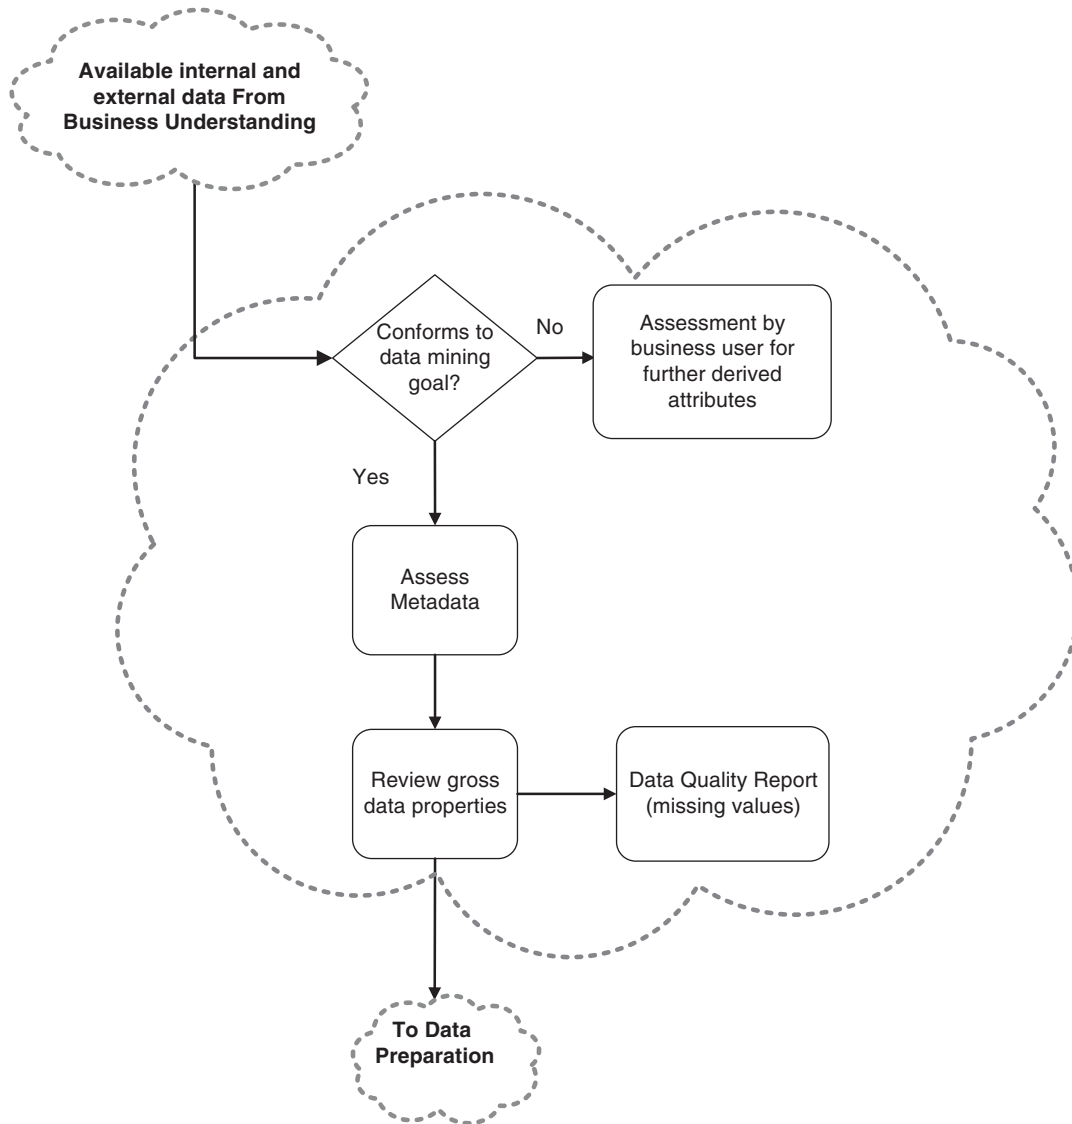 Available internal and
external data From
Business Understanding
Conforms to
data mining
goal?
No
Assessment by
business user for
further derived
attributes
Yes
Assess
Metadata
Review gross
data properties
Data Quality Report
(missing values)
To Data
Preparation